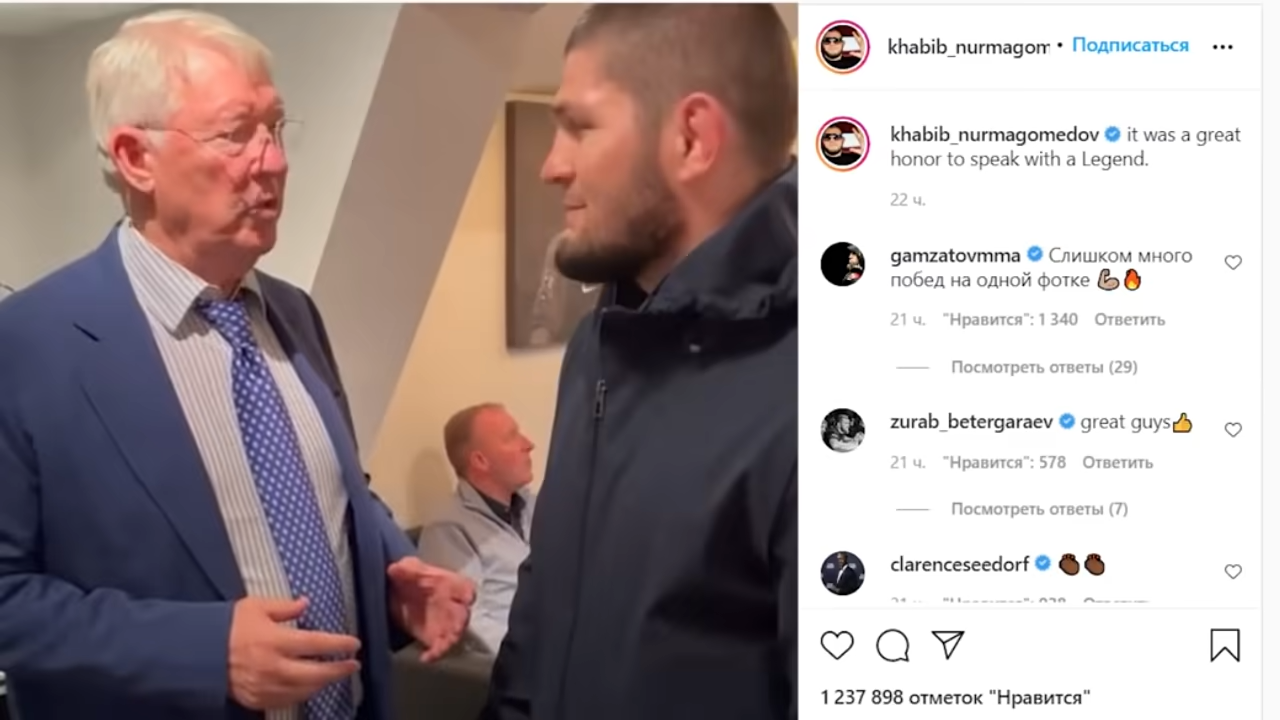 khabib_nurmagom • Подписаться
khabib_nurmagomedov it was a great
honor to speak with a Legend.
22 ч.
gamzatovmma Слишком много
побед на одной фотке 💪🏼🔥
21 ч. "Нравится": 1 340 Ответить
Посмотреть ответы (29)
zurab_betergaraev great guys👍
21 ч. "Нравится": 578 Ответить
Посмотреть ответы (7)
clarenceseedorf ✊🏿✊🏿
1 237 898 отметок "Нравится"